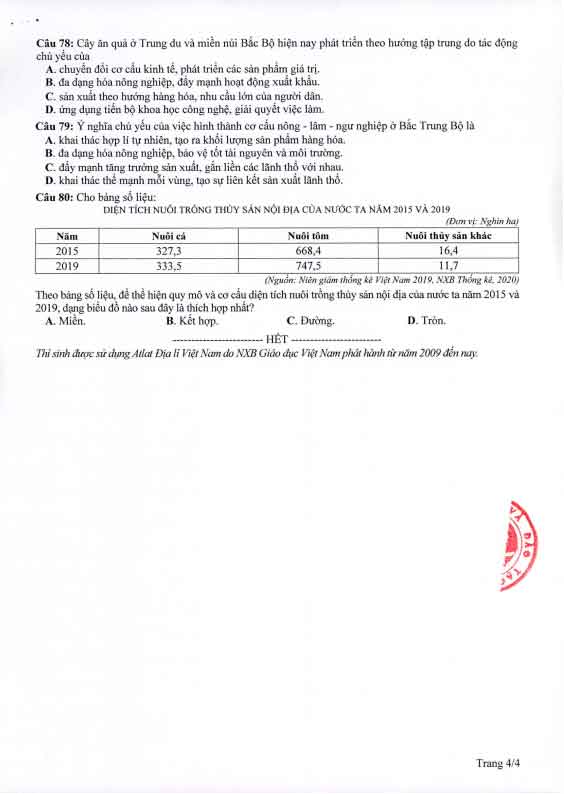 Câu 78: Cây ăn quả ở Trung du và miền núi Bắc Bộ hiện nay phát triển theo hướng tập trung do tác động
chủ yếu của
A. chuyển đổi cơ cấu kinh tế, phát triển các sản phẩm giá trị.
B. đa dạng hóa nông nghiệp, đẩy mạnh hoạt động xuất khẩu.
C. sản xuất theo hướng hàng hóa, nhu cầu lớn của người dân.
D. ứng dụng tiến bộ khoa học công nghệ, giải quyết việc làm.
Câu 79: Ý nghĩa chủ yếu của việc hình thành cơ cấu nông - lâm - ngư nghiệp ở Bắc Trung Bộ là
A. khai thác hợp lí tự nhiên, tạo ra khối lượng sản phẩm hàng hóa.
B. đa dạng hóa nông nghiệp, bảo vệ tốt tài nguyên và môi trường.
C. đẩy mạnh tăng trưởng sản xuất, gắn liền các lãnh thổ với nhau.
D. khai thác thế mạnh mỗi vùng, tạo sự liên kết sản xuất lãnh thổ.
Câu 80: Cho bảng số liệu:
DIỆN TÍCH NUÔI TRỒNG THỦY SẢN NỘI ĐỊA CỦA NƯỚC TA NĂM 2015 VÀ 2019
(Đơn vị: Nghìn ha)
Năm Nuôi cá Nuôi tôm Nuôi thủy sản khác
2015 327,3 668,4 16,4
2019 333,5 747,5 11,7
(Nguồn: Niên giám thống kê Việt Nam 2019, NXB Thống kê, 2020)
Theo bảng số liệu, để thể hiện quy mô và cơ cấu diện tích nuôi trồng thủy sản nội địa của nước ta năm 2015 và
2019, dạng biểu đồ nào sau đây là thích hợp nhất?
A. Miền. B. Kết hợp. C. Đường. D. Tròn.
------------------------ HẾT ------------------------
Thí sinh được sử dụng Atlat Địa lí Việt Nam do NXB Giáo dục Việt Nam phát hành từ năm 2009 đến nay.
VÀ ĐÀO TẠO
Trang 4/4